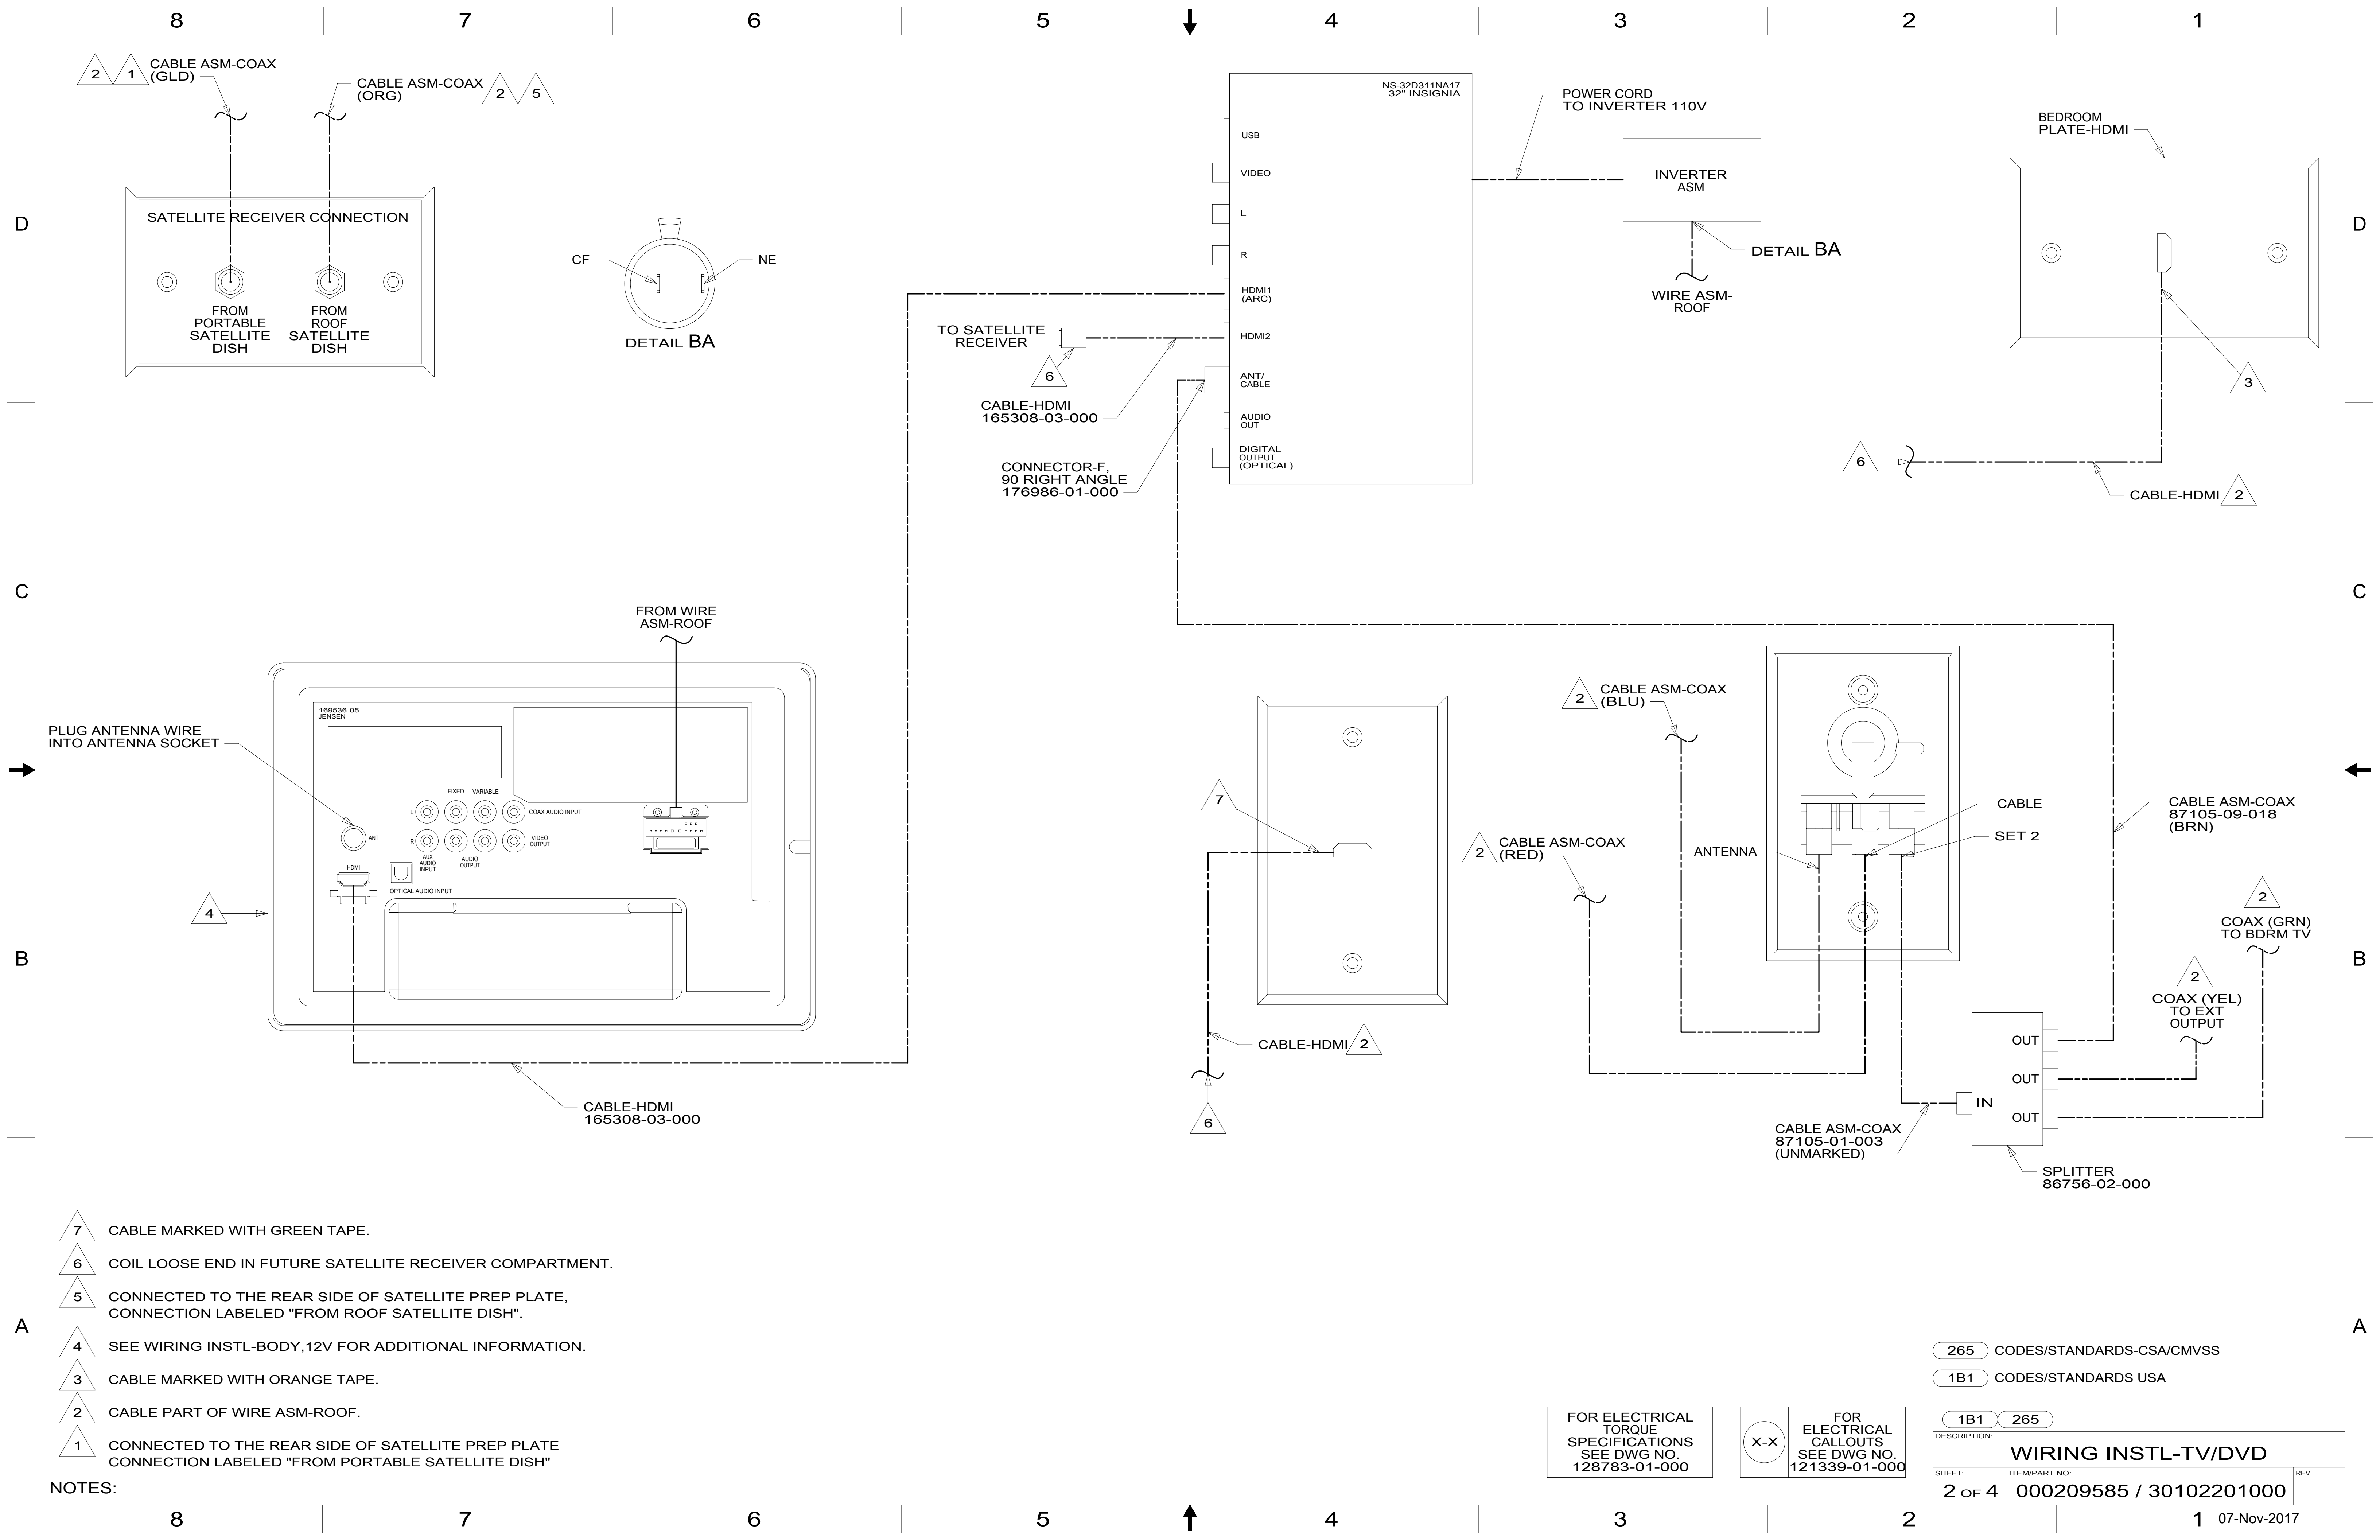 8 7 6 5 4 3 2 1
D
C
B
A
D
C
B
A
2 1 CABLE ASM-COAX
(GLD)
CABLE ASM-COAX
(ORG)
2 5
SATELLITE RECEIVER CONNECTION
FROM
PORTABLE
SATELLITE
DISH
FROM
ROOF
SATELLITE
DISH
CF
NE
DETAIL BA
NS-32D311NA17
32" INSIGNIA
USB
VIDEO
L
R
HDMI1
(ARC)
HDMI2
ANT/
CABLE
AUDIO
OUT
DIGITAL
OUTPUT
(OPTICAL)
TO SATELLITE
RECEIVER
6
CABLE-HDMI
165308-03-000
CONNECTOR-F,
90 RIGHT ANGLE
176986-01-000
POWER CORD
TO INVERTER 110V
INVERTER
ASM
DETAIL BA
WIRE ASM-
ROOF
BEDROOM
PLATE-HDMI
3
6
CABLE-HDMI 2
FROM WIRE
ASM-ROOF
PLUG ANTENNA WIRE
INTO ANTENNA SOCKET
169536-05
JENSEN
FIXED VARIABLE
L
COAX AUDIO INPUT
ANT
R
VIDEO
OUTPUT
AUX
AUDIO
INPUT
AUDIO
OUTPUT
HDMI
OPTICAL AUDIO INPUT
4
CABLE-HDMI
165308-03-000
7
CABLE-HDMI 2
6
2 CABLE ASM-COAX
(BLU)
2 CABLE ASM-COAX
(RED)
ANTENNA
CABLE
SET 2
CABLE ASM-COAX
87105-09-018
(BRN)
2
COAX (GRN)
TO BDRM TV
2
COAX (YEL)
TO EXT
OUTPUT
OUT
OUT
OUT
IN
CABLE ASM-COAX
87105-01-003
(UNMARKED)
SPLITTER
86756-02-000
7 CABLE MARKED WITH GREEN TAPE.
6 COIL LOOSE END IN FUTURE SATELLITE RECEIVER COMPARTMENT.
5 CONNECTED TO THE REAR SIDE OF SATELLITE PREP PLATE,
CONNECTION LABELED "FROM ROOF SATELLITE DISH".
4 SEE WIRING INSTL-BODY,12V FOR ADDITIONAL INFORMATION.
3 CABLE MARKED WITH ORANGE TAPE.
2 CABLE PART OF WIRE ASM-ROOF.
1 CONNECTED TO THE REAR SIDE OF SATELLITE PREP PLATE
CONNECTION LABELED "FROM PORTABLE SATELLITE DISH"
NOTES:
FOR ELECTRICAL
TORQUE
SPECIFICATIONS
SEE DWG NO.
128783-01-000
X-X
FOR
ELECTRICAL
CALLOUTS
SEE DWG NO.
121339-01-000
265 CODES/STANDARDS-CSA/CMVSS
1B1 CODES/STANDARDS USA
1B1 265
DESCRIPTION:
WIRING INSTL-TV/DVD
SHEET:
2 OF 4
ITEM/PART NO:
000209585 / 30102201000
REV
8 7 6 5 4 3 2 1
07-Nov-2017